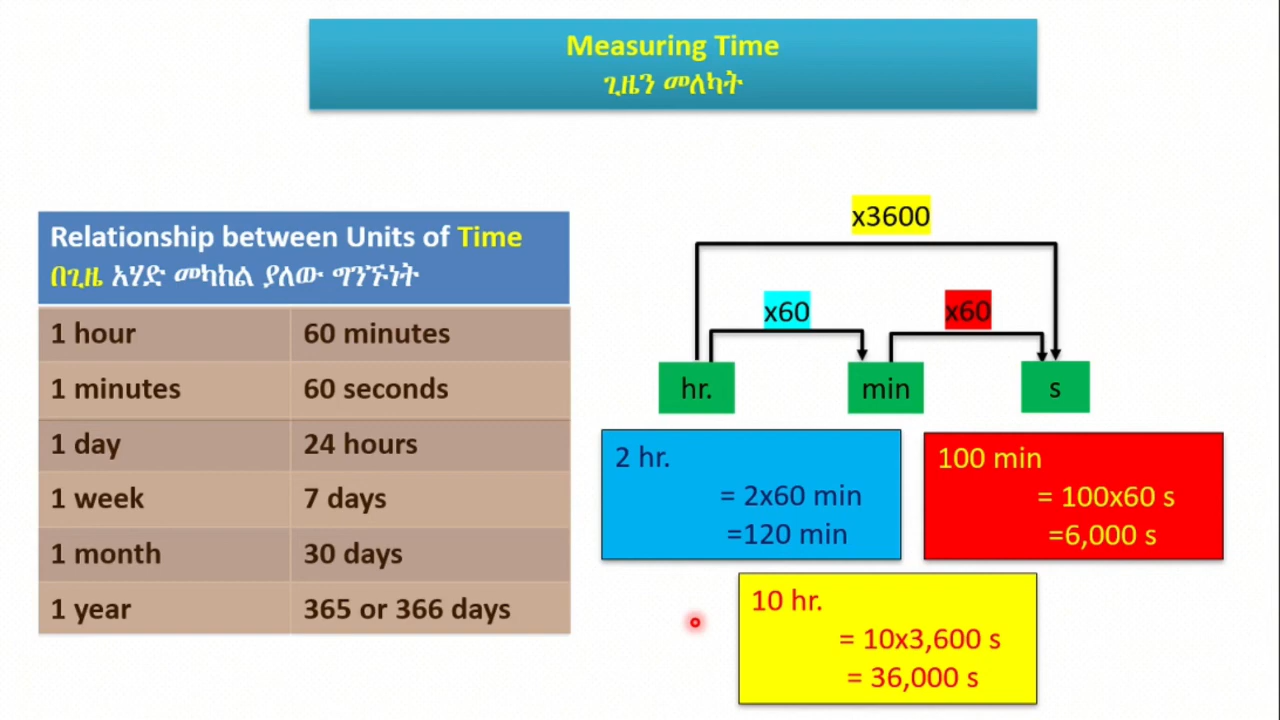 Measuring Time
ጊዜን መለካት
Relationship between Units of Time
በጊዜ አሃድ መካከል ያለው ግንኙነት
1 hour 60 minutes
1 minutes 60 seconds
1 day 24 hours
1 week 7 days
1 month 30 days
1 year 365 or 366 days
x3600
x60 x60
hr. min s
2 hr.
= 2x60 min
=120 min
100 min
= 100x60 s
=6,000 s
10 hr.
= 10x3,600 s
= 36,000 s